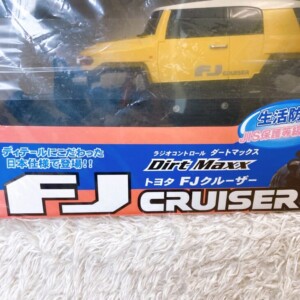 FJ CRUISER
生活防
ディテールにこだわった
日本仕様で登場!!
ラジオコントロール ダートマックス
Dirt Maxx
トヨタ FJクルーザー
FJ CRUISER